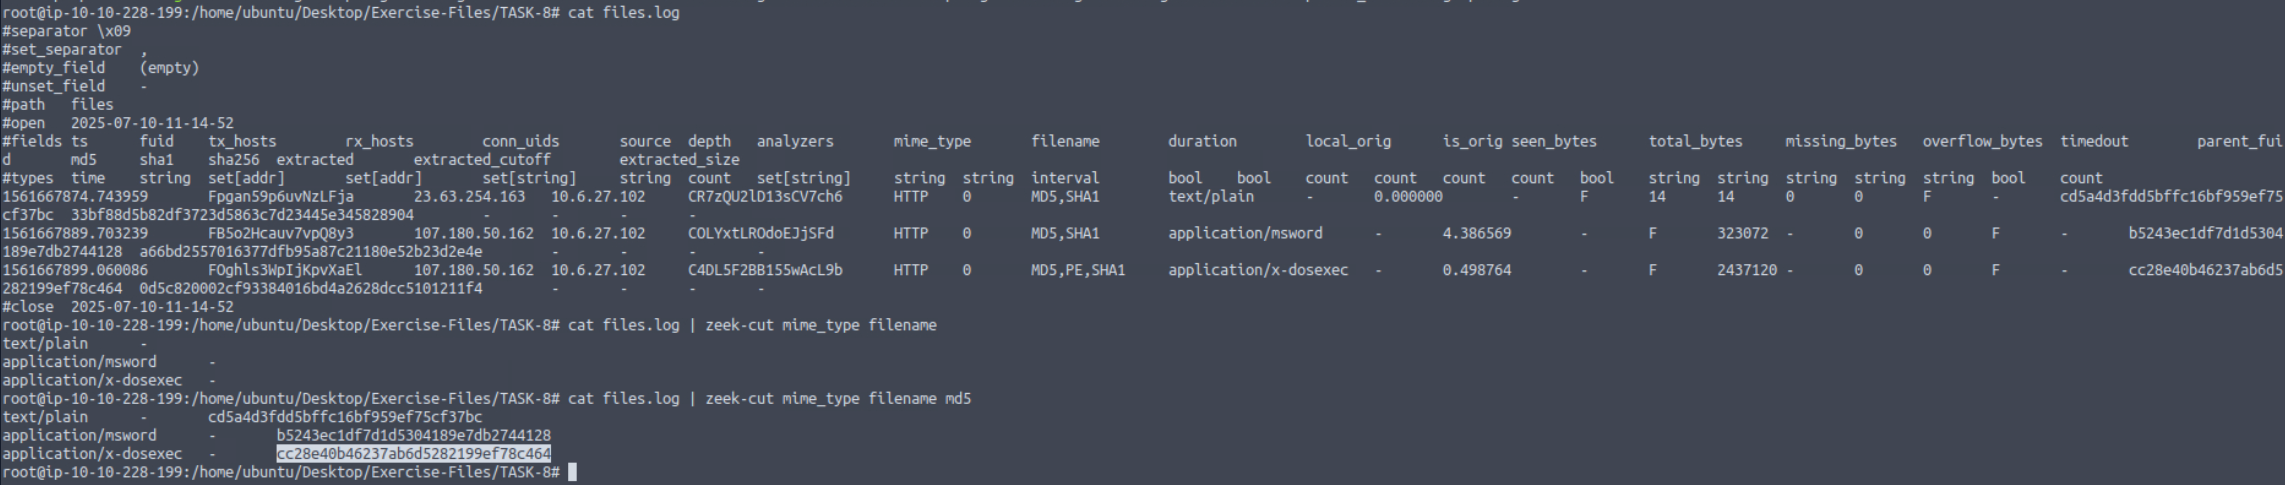 root@ip-10-10-228-199:/home/ubuntu/Desktop/Exercise-Files/TASK-8# cat files.log
#separator \x09
#set_separator ,
#empty_field (empty)
#unset_field -
#path files
#open 2025-07-10-11-14-52
#fields ts fuid tx_hosts rx_hosts conn_uids source depth analyzers mime_type filename duration local_orig is_orig seen_bytes total_bytes missing_bytes overflow_bytes timedout parent_fui
d md5 sha1 sha256 extracted extracted_cutoff extracted_size
#types time string set[addr] set[addr] set[string] string count set[string] string string interval bool bool count count count count bool string string string string string bool count
1561667874.743959 Fpgan59p6uvNzLFja 23.63.254.163 10.6.27.102 CR7zQU2lD13sCV7ch6 HTTP 0 MD5,SHA1 text/plain - 0.000000 - F 14 14 0 0 F - cd5a4d3fdd5bffc16bf959ef75
cf37bc 33bf88d5b82df3723d5863c7d23445e345828904 - - - -
1561667889.703239 FB5o2Hcauv7vpQ8y3 107.180.50.162 10.6.27.102 COLYxtLROdoEJjSFd HTTP 0 MD5,SHA1 application/msword - 4.386569 - F 323072 - 0 0 F - b5243ec1df7d1d5304
189e7db2744128 a66bd2557016377dfb95a87c21180e52b23d2e4e - - - -
1561667899.060086 FOghls3WpIjKpvXaEl 107.180.50.162 10.6.27.102 C4DL5F2BB155wAcL9b HTTP 0 MD5,PE,SHA1 application/x-dosexec - 0.498764 - F 2437120 - 0 0 F - cc28e40b46237ab6d5
282199ef78c464 0d5c820002cf93384016bd4a2628dcc5101211f4 - - - -
#close 2025-07-10-11-14-52
root@ip-10-10-228-199:/home/ubuntu/Desktop/Exercise-Files/TASK-8# cat files.log | zeek-cut mime_type filename
text/plain -
application/msword -
application/x-dosexec -
root@ip-10-10-228-199:/home/ubuntu/Desktop/Exercise-Files/TASK-8# cat files.log | zeek-cut mime_type filename md5
text/plain - cd5a4d3fdd5bffc16bf959ef75cf37bc
application/msword - b5243ec1df7d1d5304189e7db2744128
application/x-dosexec - cc28e40b46237ab6d5282199ef78c464
root@ip-10-10-228-199:/home/ubuntu/Desktop/Exercise-Files/TASK-8#